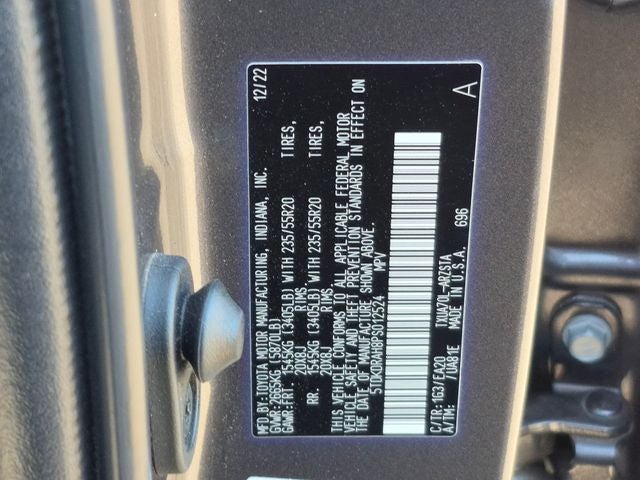 MFD.BY:TOYOTA MOTOR MANUFACTURING, INDIANA, INC. 12/22
GVWR:2665KG(5870LB)
GAWR:FRT. 1545KG(3405LB)WITH 235/55R20 TIRES,
20X8J RIMS,
RR. 1545KG(3405LB)WITH 235/55R20 TIRES,
20X8J RIMS,
THIS VEHICLE CONFORMS TO ALL APPLICABLE FEDERAL MOTOR
VEHICLE SAFETY AND THEFT PREVENTION STANDARDS IN EFFECT ON
THE DATE OF MANUFACTURE SHOWN ABOVE.
5TDKDRAH8PS012524 MPV
C/TR:1G3/EA20 TXUA70L-ARZSTA
A/TM: /UA81E MADE IN U.S.A. 696 A